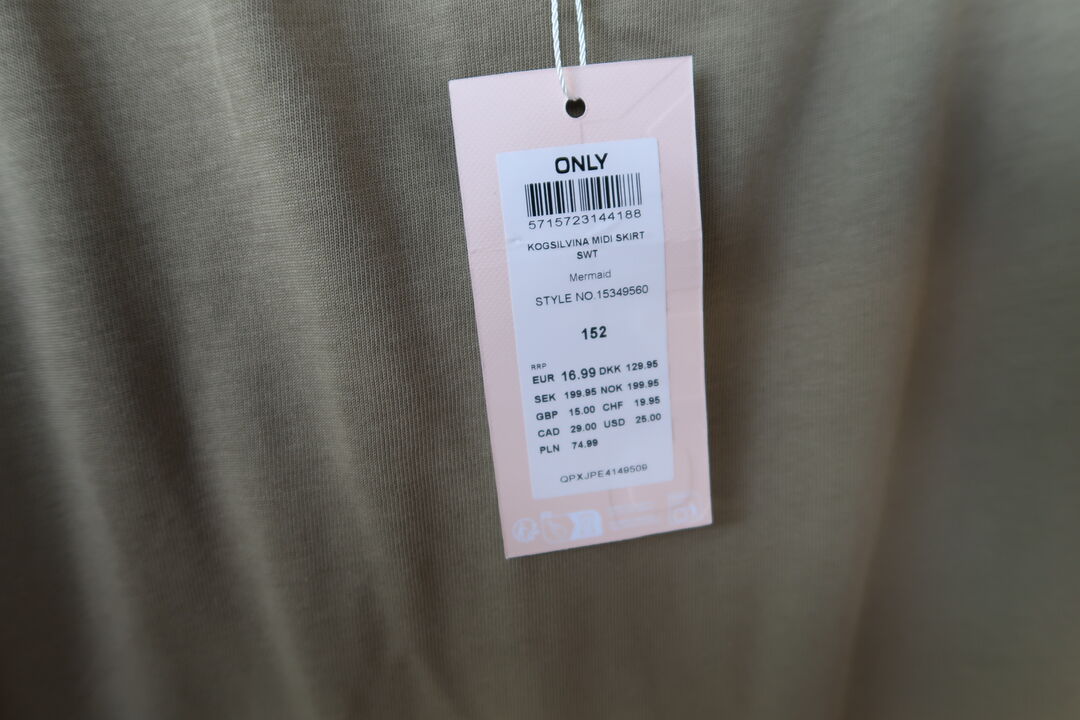 ONLY
5715723144188
KOGSILVINA MIDI SKIRT
SWT
Mermaid
STYLE NO.15349560
152
RRP
EUR 16.99 DKK 129.95
SEK 199.95 NOK 199.95
GBP 15.00 CHF 19.95
CAD 29.00 USD 25.00
PLN 74.99
QPXJPE4149509